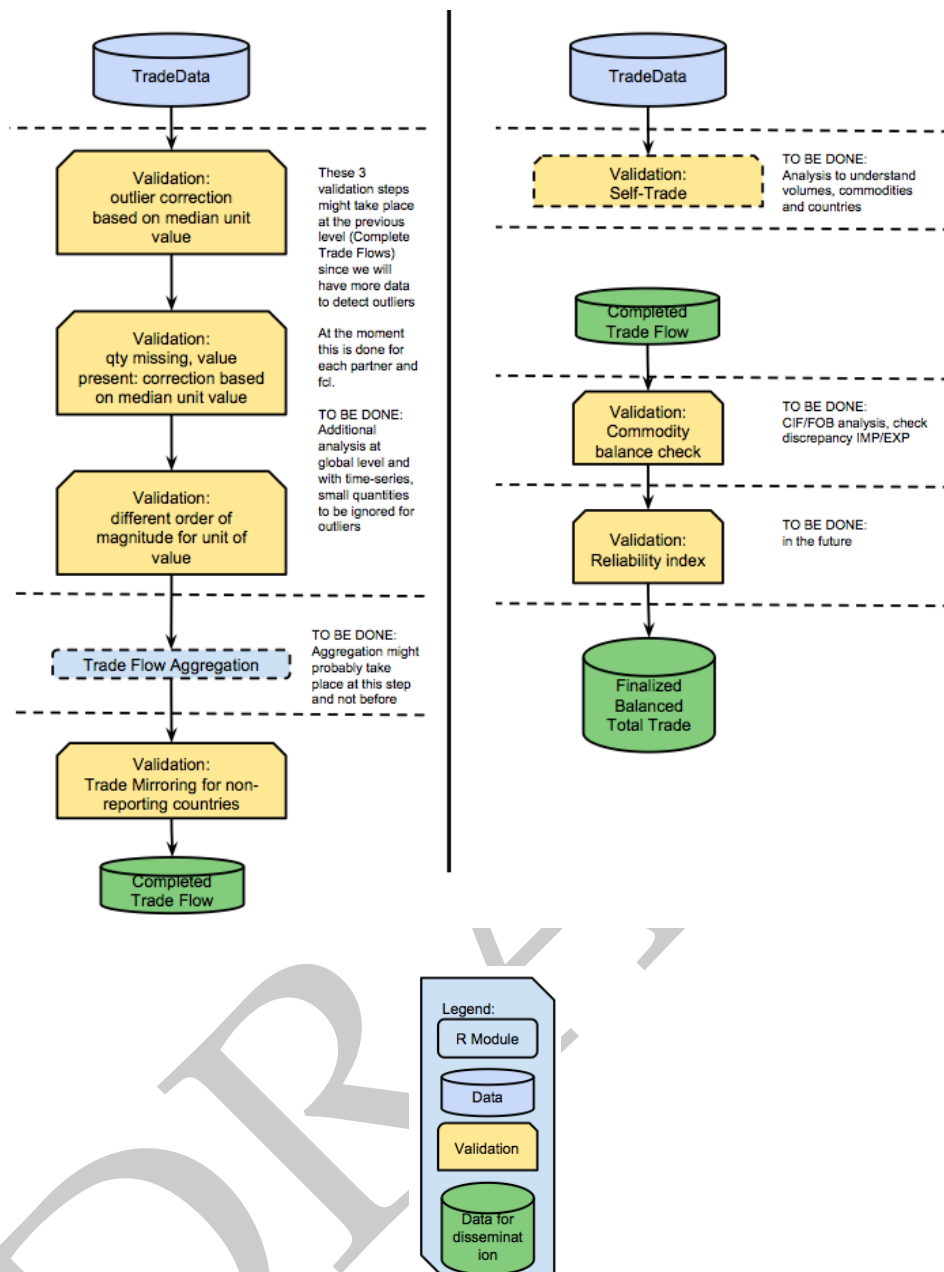 TradeData
Validation:
outlier correction
based on median unit
value
These 3
validation steps
might take place
at the previous
level (Complete
Trade Flows)
since we will
have more data
to detect outliers
At the moment
this is done for
each partner and
fcl.
TO BE DONE:
Additional
analysis at
global level and
with time-series,
small quantities
to be ignored for
outliers
Validation:
qty missing, value
present: correction based
on median unit value
Validation:
different order of
magnitude for unit of
value
Trade Flow Aggregation
TO BE DONE:
Aggregation might
probably take
place at this step
and not before
Validation:
Trade Mirroring for non-
reporting countries
Completed
Trade Flow
TradeData
Validation:
Self-Trade
TO BE DONE:
Analysis to understand
volumes, commodities
and countries
Completed
Trade Flow
Validation:
Commodity
balance check
TO BE DONE:
CIF/FOB analysis, check
discrepancy IMP/EXP
Validation:
Reliability index
TO BE DONE:
in the future
Finalized
Balanced
Total Trade
Legend:
R Module
Data
Validation
Data for
disseminat
ion